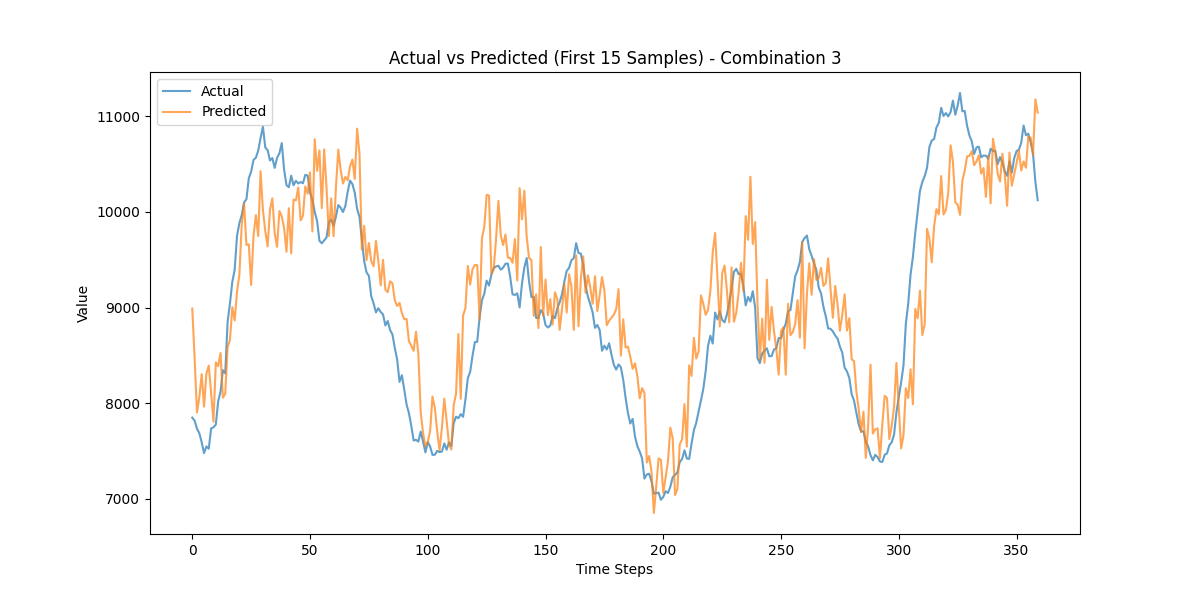 Actual vs Predicted (First 15 Samples) - Combination 3
Actual
Predicted
11000
10000
9000
8000
7000
Value
0 50 100 150 200 250 300 350
Time Steps